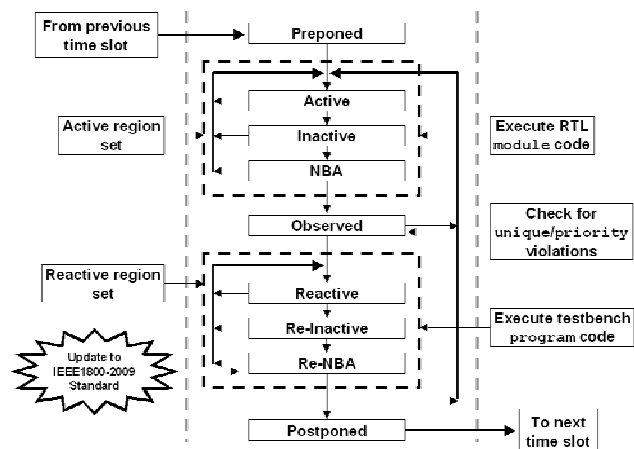 From previous
time slot
Preponed
Active
Inactive
NBA
Active region
set
Execute RTL
module code
Observed
Check for
unique/priority
violations
Reactive region
set
Reactive
Re-Inactive
Re-NBA
Execute testbench
program code
Update to
IEEE1800-2009
Standard
Postponed
To next
time slot